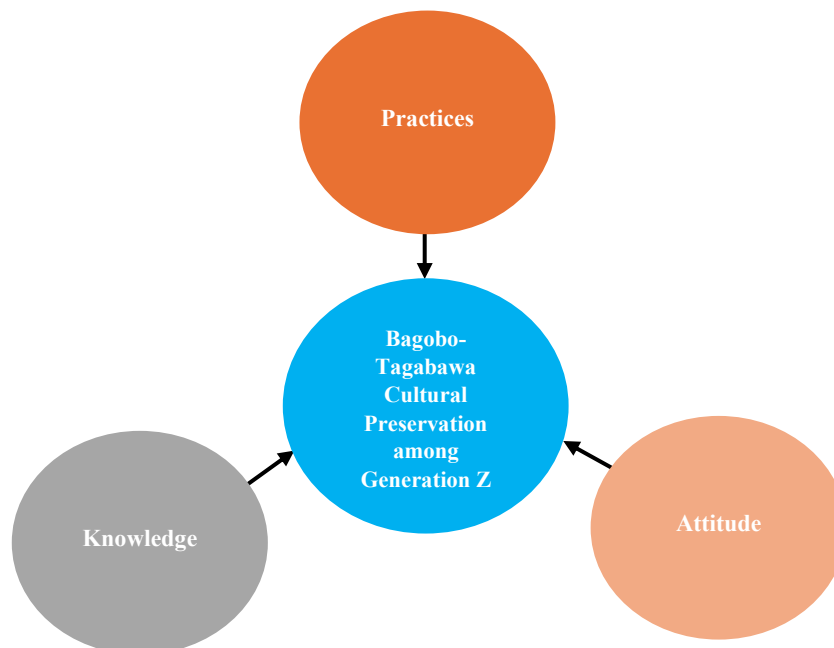 Practices
Bagobo-
Tagabawa
Cultural
Preservation
among
Generation Z
Knowledge
Attitude